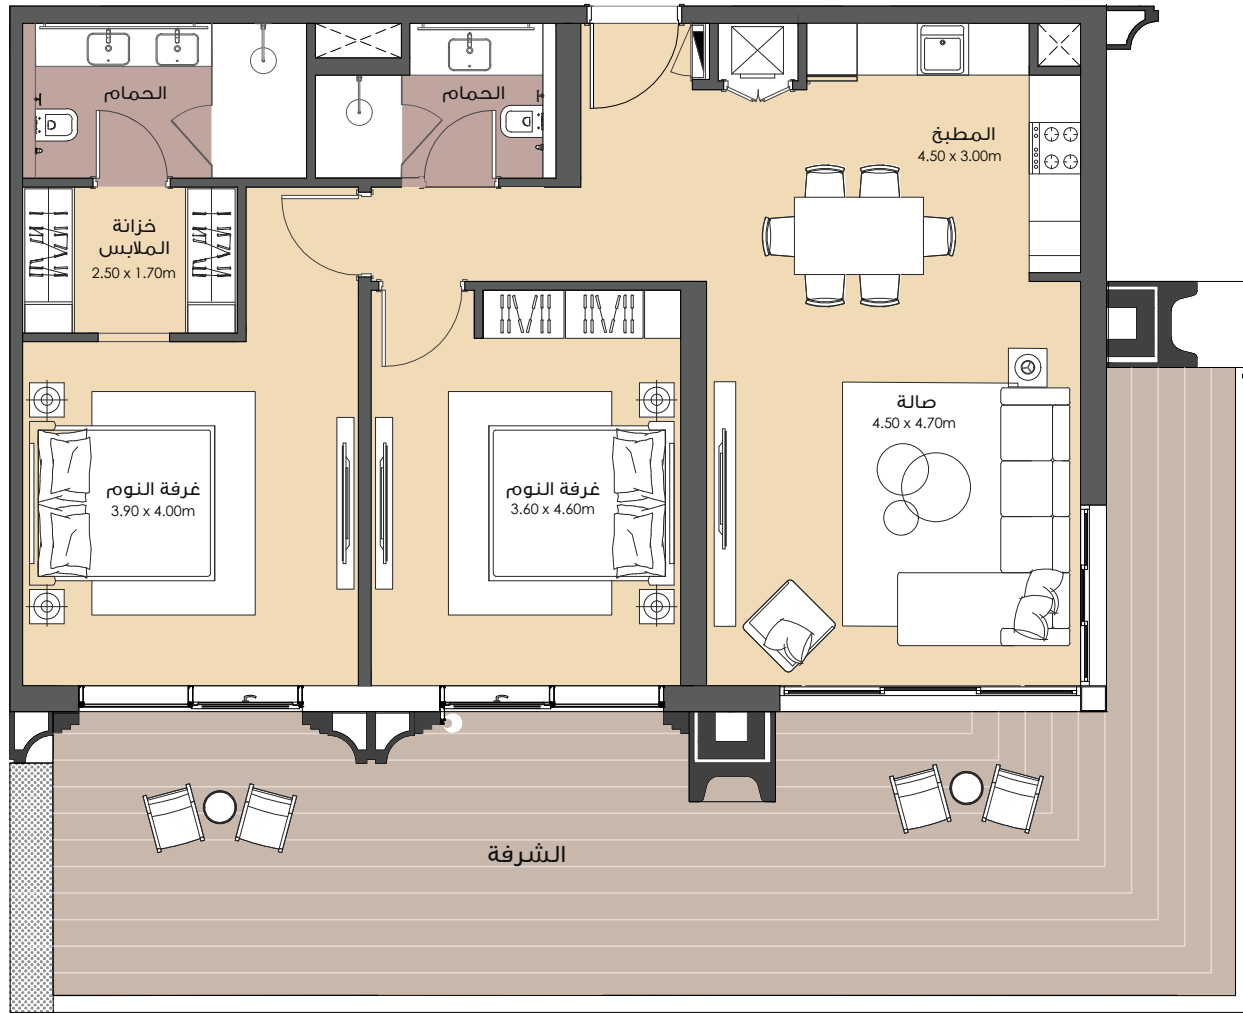 الحمام
الحمام
المطبخ
4.50 x 3.00m
خزانة
الملابس
2.50 x 1.70m
صالة
4.50 x 4.70m
غرفة النوم
3.60 x 4.60m
غرفة النوم
3.90 x 4.00m
الشرفة